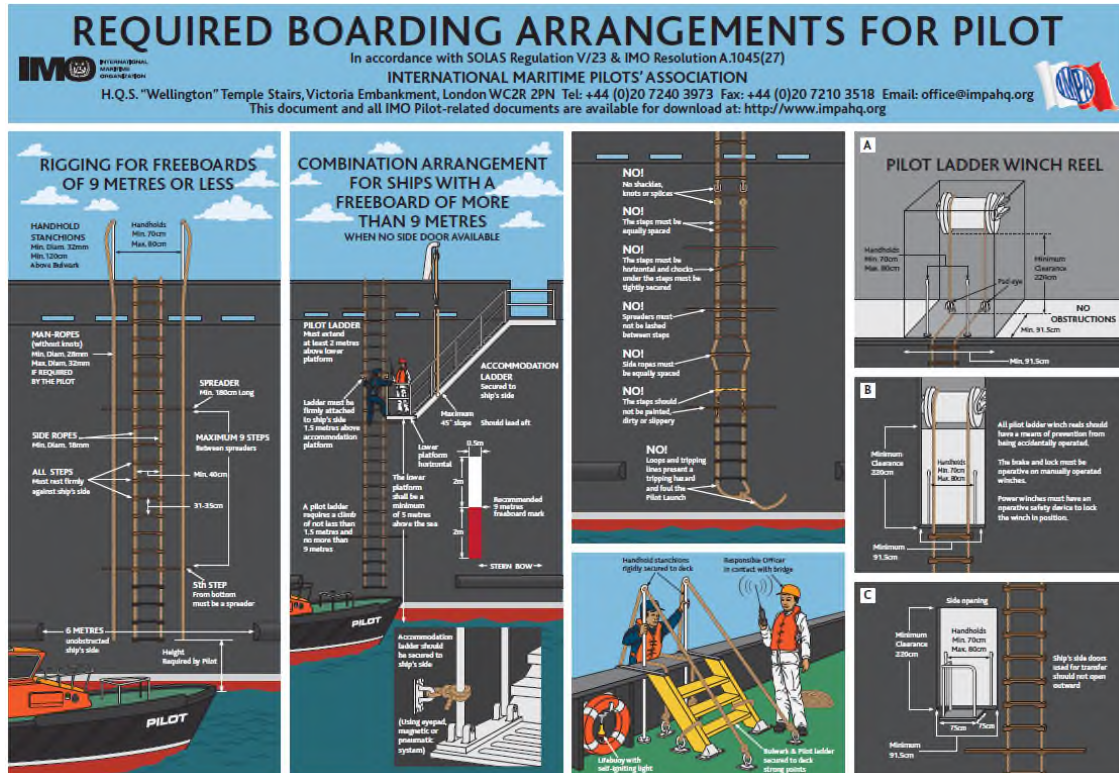 REQUIRED BOARDING ARRANGEMENTS FOR PILOT
In accordance with SOLAS Regulation V/23 & IMO Resolution A.1045(27)
IMO
INTERNATIONAL
MARITIME
ORGANIZATION
INTERNATIONAL MARITIME PILOTS' ASSOCIATION
H.Q.S. "Wellington" Temple Stairs, Victoria Embankment, London WC2R 2PN Tel: +44 (0)20 7240 3973 Fax: +44 (0)20 7210 3518 Email: office@impahq.org
This document and all IMO Pilot-related documents are available for download at: http://www.impahq.org
IMPA
RIGGING FOR FREEBOARDS
OF 9 METRES OR LESS
HANDHOLD
STANCHIONS
Min. Diam. 32mm
Min. 120cm
Above Bulwark
Handholds
Min. 70cm
Max. 80cm
MAN-ROPES
(without knots)
Min. Diam. 28mm
Max. Diam. 32mm
IF REQUIRED
BY THE PILOT
SPREADER
Min. 180cm Long
SIDE ROPES
Min. Diam. 18mm
MAXIMUM 9 STEPS
Between spreaders
ALL STEPS
Must rest firmly
against ship's side
Min. 40cm
31-35cm
5th STEP
From bottom
must be a spreader
6 METRES
unobstructed
ship's side
Height
Required by Pilot
PILOT
COMBINATION ARRANGEMENT
FOR SHIPS WITH A
FREEBOARD OF MORE
THAN 9 METRES
WHEN NO SIDE DOOR AVAILABLE
PILOT LADDER
Must extend
at least 2 metres
above lower
platform
ACCOMMODATION
LADDER
Secured to
ship's side
Ladder must be
firmly attached
to ship's side
1.5 metres above
accommodation
platform
Maximum
45° slope
Should lead aft
Lower
platform
horizontal
0.5m
2m
2m
The lower
platform
shall be a
minimum
of 5 metres
above the sea
Recommended
9 metre
freeboard mark
A pilot ladder
requires a climb
of not less than
1.5 metres and
no more than
9 metres
STERN BOW
PILOT
Accommodation
ladder should
be secured to
ship's side
(Using eyepad,
magnetic or
pneumatic
system)
NO!
No shackles,
knots or splices
NO!
The steps must be
equally spaced
NO!
The steps must be
horizontal and chocks
under the steps must be
tightly secured
NO!
Spreaders must
not be lashed
between steps
NO!
Side ropes must
be equally spaced
NO!
The steps should
not be painted,
dirty or slippery
NO!
Loops and tripping
lines present a
tripping hazard
and foul the
Pilot Launch
Handhold stanchions
rigidly secured to deck
Responsible Officer
in contact with bridge
Lifebuoy with
self-igniting light
Bulwark & Pilot ladder
secured to deck
strong points
A
PILOT LADDER WINCH REEL
Handholds
Min. 70cm
Max. 80cm
Minimum
Clearance
220cm
Pad-eye
NO
OBSTRUCTIONS
Min. 91.5cm
Min. 91.5cm
B
Minimum
Clearance
220cm
Handholds
Min. 70cm
Max. 80cm
Minimum
91.5cm
All pilot ladder winch reels should
have a means of prevention from
being accidentally operated.
The brake and lock must be
operative on manually operated
winches.
Power winches must have an
operative safety device to lock
the winch in position.
C
Side opening
Minimum
Clearance
220cm
Handholds
Min. 70cm
Max. 80cm
75cm
75cm
Minimum
91.5cm
Ship's side doors
used for transfer
should not open
outward